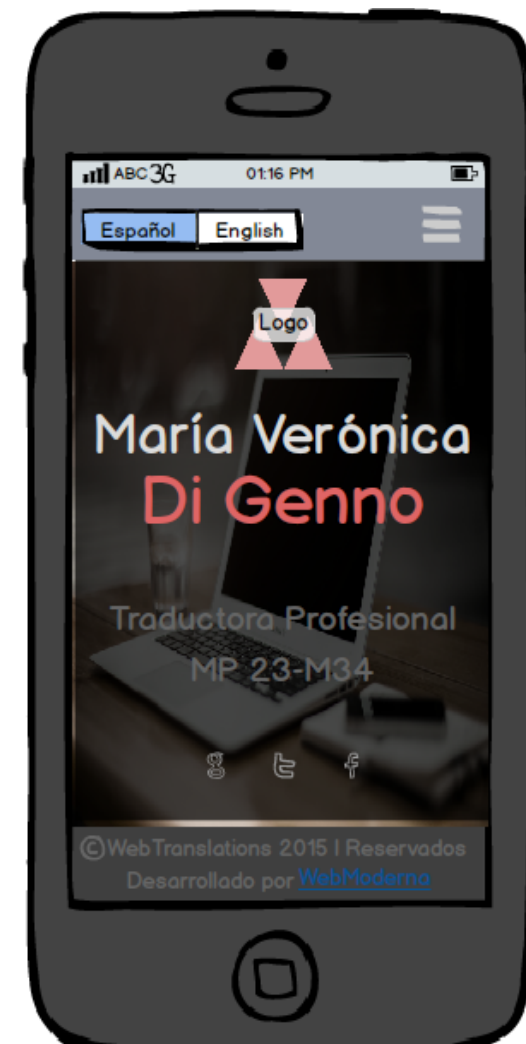 ABC 3G 01:16 PM
Español English
Logo
María Verónica
Di Genno
Traductora Profesional
MP 23-M34
g t f
©WebTranslations 2015 | Reservados
Desarrollado por WebModerna